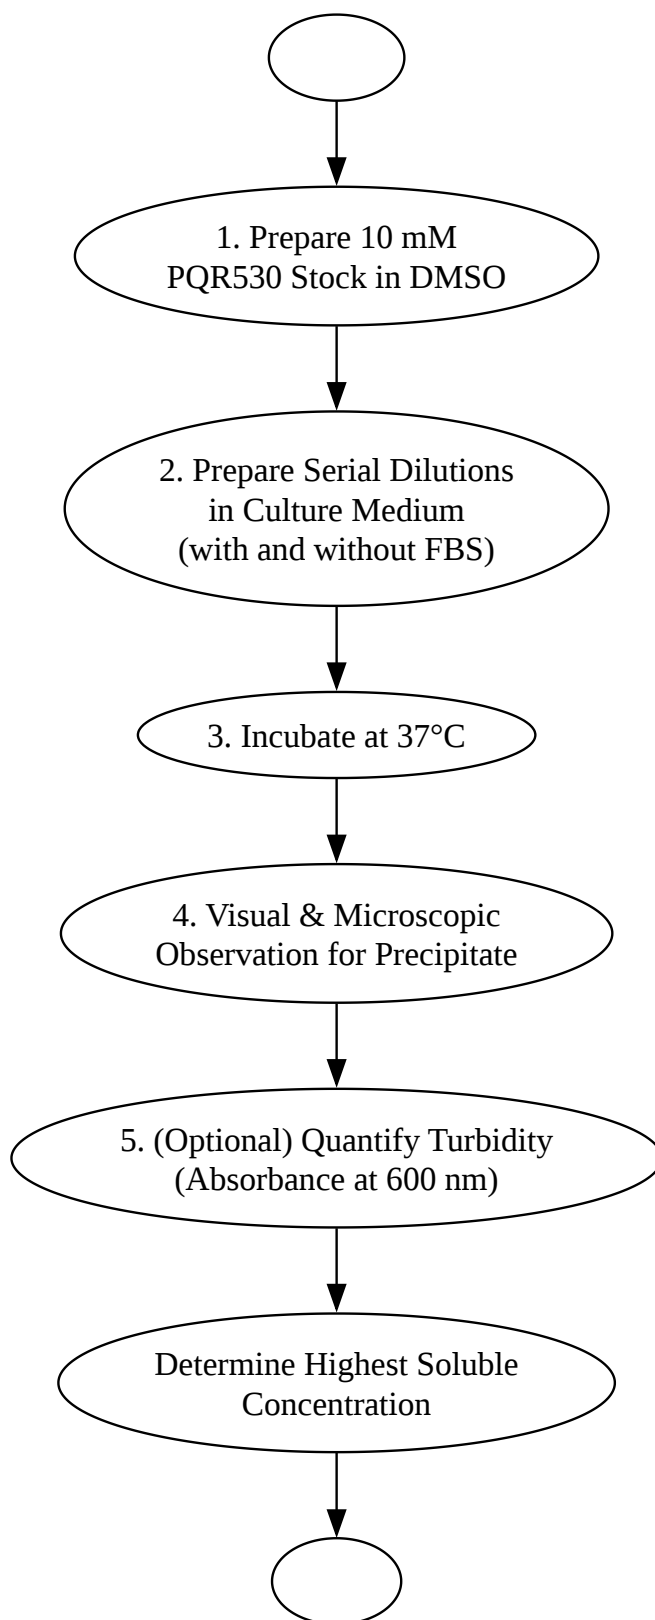 1. Prepare 10 mM
PQR530 Stock in DMSO
2. Prepare Serial Dilutions
in Culture Medium
(with and without FBS)
3. Incubate at 37°C
4. Visual & Microscopic
Observation for Precipitate
5. (Optional) Quantify Turbidity
(Absorbance at 600 nm)
Determine Highest Soluble
Concentration